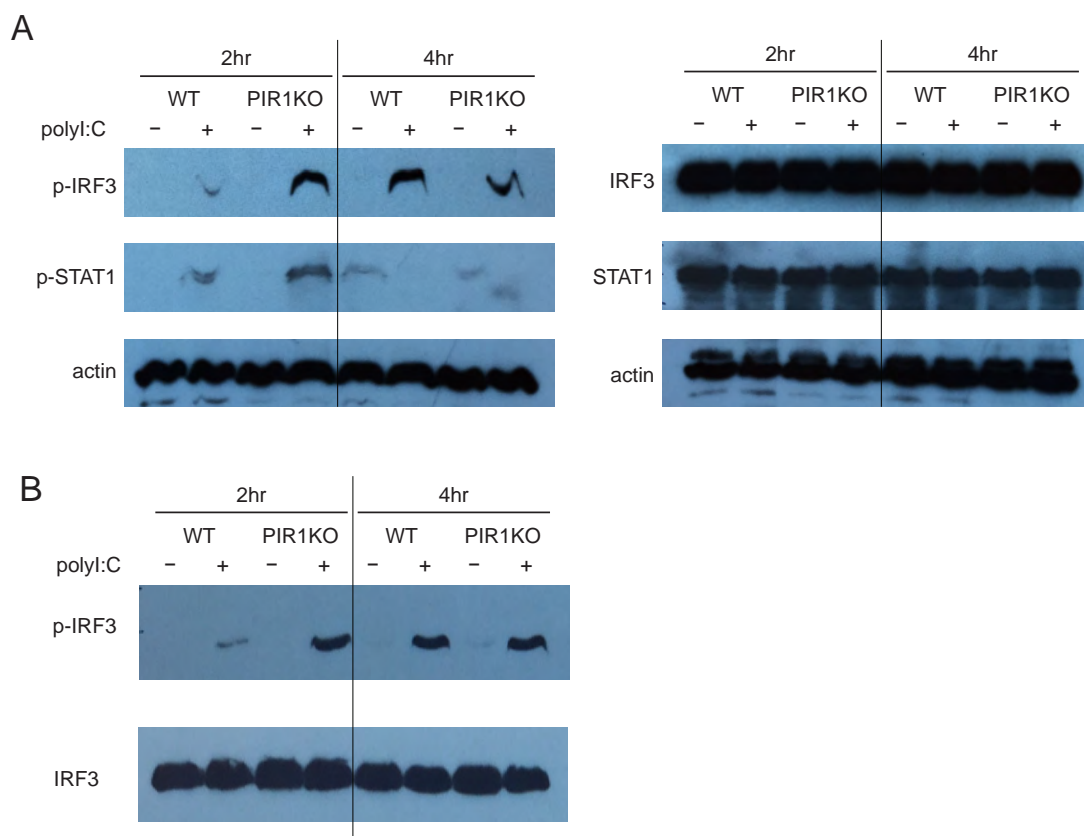 A
2hr 4hr
WT PIR1KO WT PIR1KO
polyI:C − + − + − + − +
p-IRF3
p-STAT1
actin
2hr 4hr
WT PIR1KO WT PIR1KO
− + − + − + − +
IRF3
STAT1
actin
B
2hr 4hr
WT PIR1KO WT PIR1KO
polyI:C − + − + − + − +
p-IRF3
IRF3